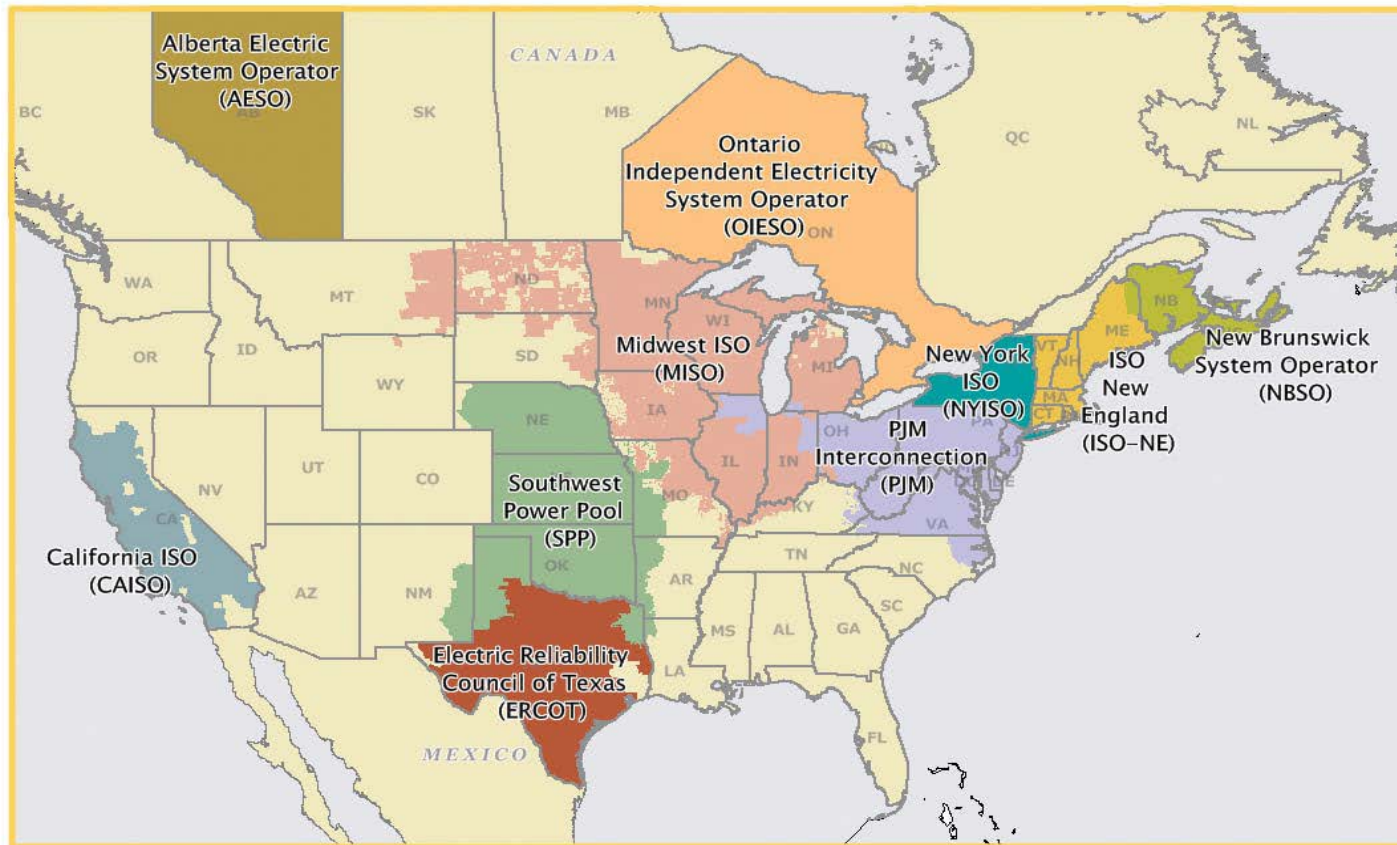 Alberta Electric
System Operator
(AESO)
AB
CANADA
BC
SK
MB
QC
NL
Ontario
Independent Electricity
System Operator
(OIESO)
ON
WA
MT
ND
MN
WI
MI
OR
ID
SD
WY
Midwest ISO
(MISO)
New York
ISO
(NYISO)
VT
NH
ME
MA
CT
NB
ISO
New
England
(ISO-NE)
New Brunswick
System Operator
(NBSO)
NE
IA
IL
IN
OH
PA
NJ
DE
PJM
Interconnection
(PJM)
NV
UT
CO
MO
KY
VA
Southwest
Power Pool
(SPP)
CA
California ISO
(CAISO)
AZ
NM
OK
AR
TN
NC
SC
MS
AL
GA
LA
FL
Electric Reliability
Council of Texas
(ERCOT)
MEXICO